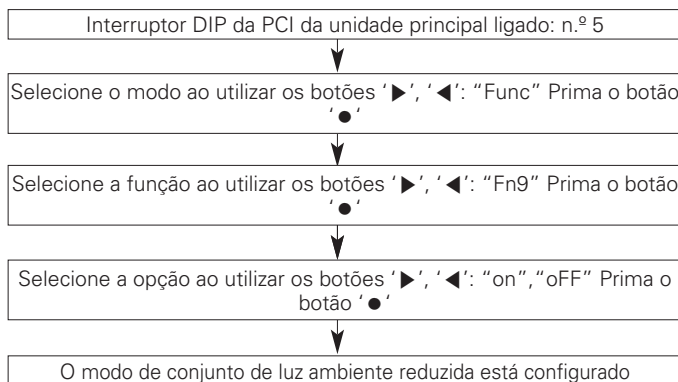 Interruptor DIP da PCI da unidade principal ligado: n.º 5
Selecione o modo ao utilizar os botões ‘▶’, ‘◀’: “Func” Prima o botão
‘●‘
Selecione a função ao utilizar os botões ‘▶’, ‘◀’: “Fn9” Prima o botão
‘●‘
Selecione a opção ao utilizar os botões ‘▶’, ‘◀’: “on”,“oFF” Prima o
botão ‘●‘
O modo de conjunto de luz ambiente reduzida está configurado